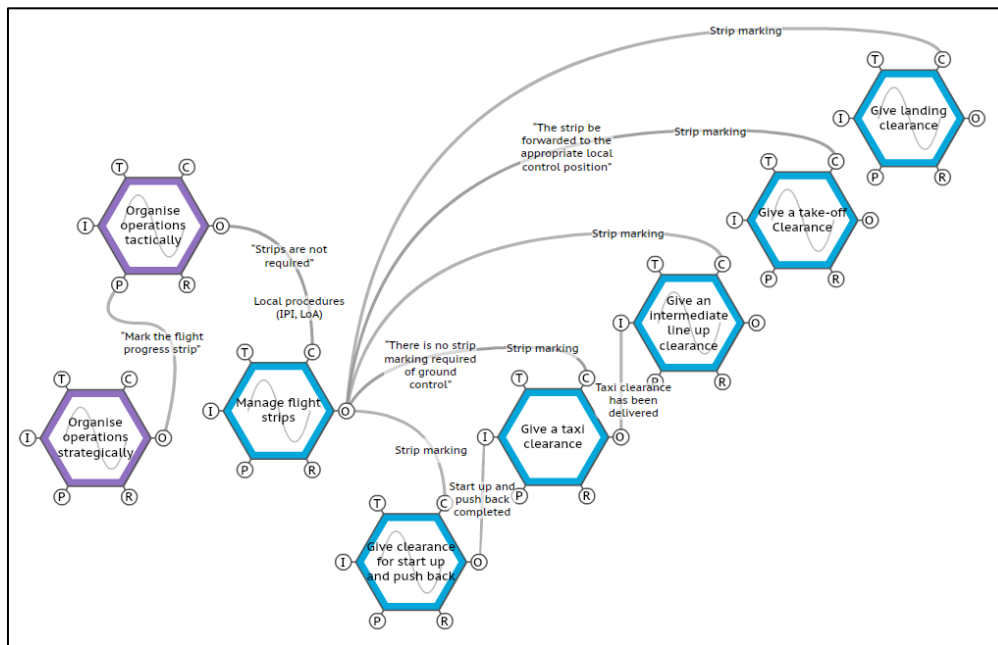 Strip marking
T
C
I
Give landing
clearance
O
P
R
"The strip be
forwarded to the
appropriate local
control position"
Strip marking
T
C
I
Give a take-off
Clearance
O
P
R
T
C
I
Organise
operations
tactically
O
P
R
"Strips are not
required"
Strip marking
T
C
I
Give an
intermediate
line up
clearance
O
P
R
Local procedures
(IPI, LoA)
"Mark the flight
progress strip"
"There is no strip
marking required
of ground
control"
Strip marking
T
C
I
Manage flight
strips
O
P
R
T
C
I
Organise
operations
strategically
O
P
R
T
C
I
Give a taxi
clearance
O
P
R
Taxi clearance
has been
delivered
Strip marking
Start up and
push back
completed
T
C
I
Give clearance
for start up
and push back
O
P
R